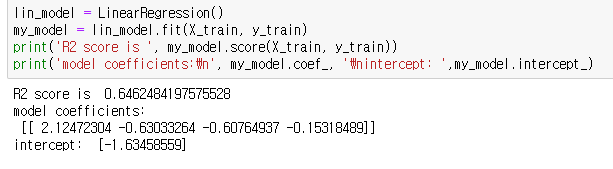 lin_model = LinearRegression()
my_model = lin_model.fit(X_train, y_train)
print('R2 score is ', my_model.score(X_train, y_train))
print('model coefficients:₩n', my_model.coef_, '₩nintercept: ',my_model.intercept_)
R2 score is  0.6462484197575528
model coefficients:
 [[ 2.12472304 -0.63033264 -0.60764937 -0.15318489]]
intercept:  [-1.63458559]